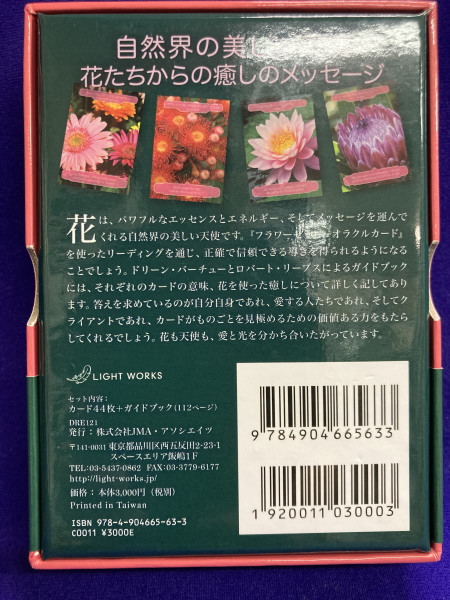 自然界の美し
花たちからの癒しのメッセージ
花は、パワフルなエッセンスとエネルギー、そしてメッセージを運んで
くれる自然界の美しい天使です。『フラワーセラピーオラクルカード』
を使ったリーディングを通じ、正確で信頼できる導きを得られるようになる
ことでしょう。ドリーン・バーチューとロバート・リーブスによるガイドブック
には、それぞれのカードの意味、花を使った癒しについて詳しく記してあり
ます。答えを求めているのが自分自身であれ、愛する人たちであれ、そしてク
ライアントであれ、カードがものごとを見極めるための価値ある力をもたら
してくれるでしょう。花も天使も、愛と光を分かち合いたがっています。
LIGHT WORKS
セット内容:
カード44枚+ガイドブック(112ページ)
DRE121
発行:株式会社JMA・アソシエイツ
〒141-0031 東京都品川区西五反田2-23-1
スペースエリア飯嶋1F
TEL:03-5437-0862 FAX:03-3779-6177
http://light-works.jp/
価格:本体3,000円(税別)
Printed in Taiwan
ISBN 978-4-904665-63-3
C0011 ¥3000E
9 784904 665633
1 920011 030003